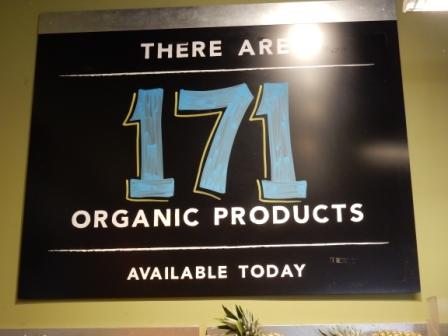 THERE ARE
171
ORGANIC PRODUCTS
AVAILABLE TODAY